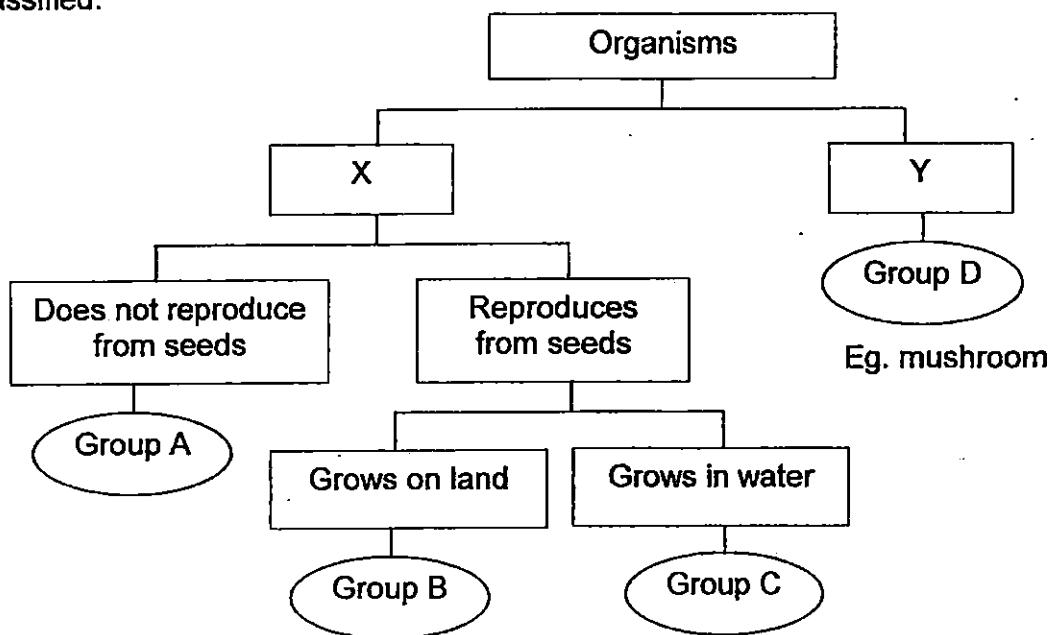 Organisms
X
Y
Group D
Does not reproduce
from seeds
Reproduces
from seeds
Eg. mushroom
Group A
Grows on land
Grows in water
Group B
Group C